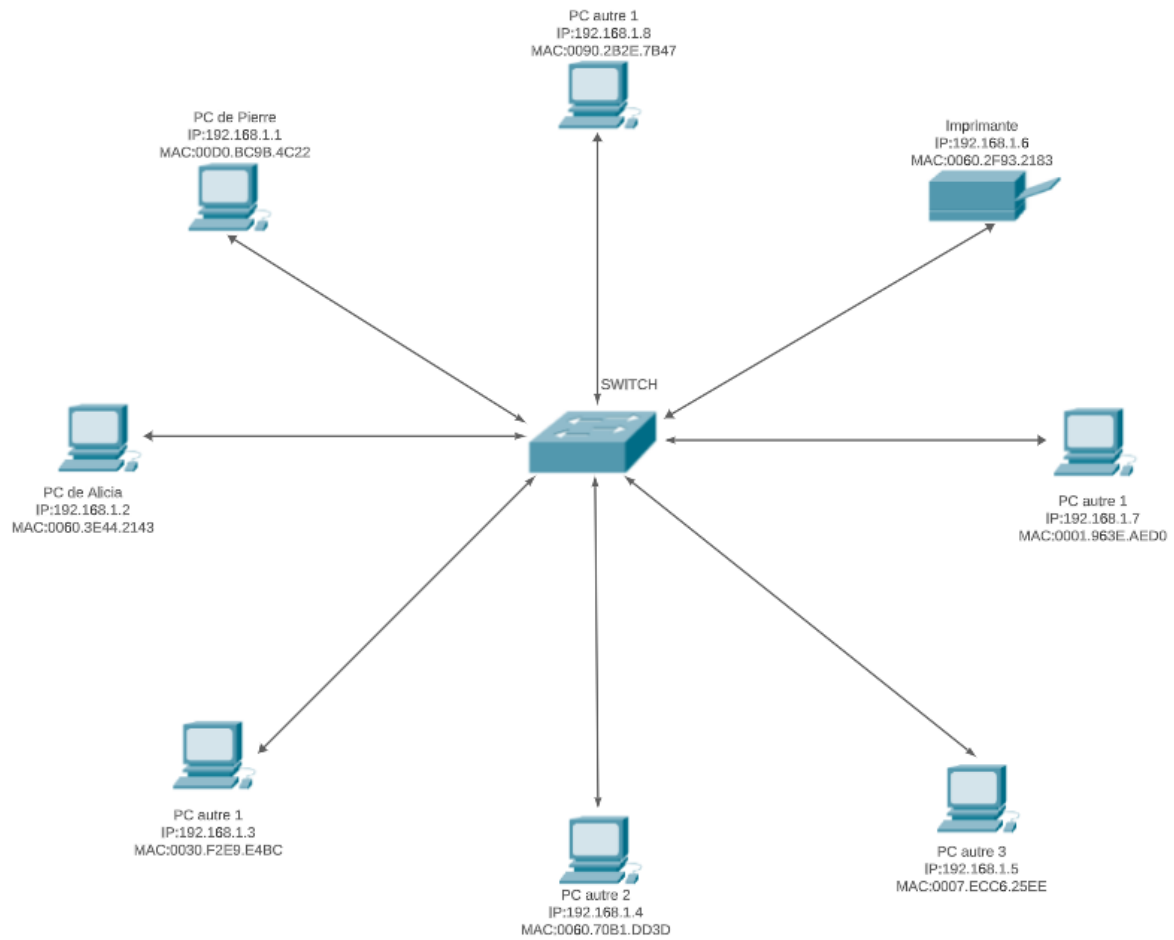 PC autre 1
IP:192.168.1.8
MAC:0090.2B2E.7B47
PC de Pierre
IP:192.168.1.1
MAC:00D0.BC9B.4C22
Imprimante
IP:192.168.1.6
MAC:0060.2F93.2183
SWITCH
PC de Alicia
IP:192.168.1.2
MAC:0060.3E44.2143
PC autre 1
IP:192.168.1.7
MAC:0001.963E.AED0
PC autre 1
IP:192.168.1.3
MAC:0030.F2E9.E4BC
PC autre 2
IP:192.168.1.4
MAC:0060.70B1.DD3D
PC autre 3
IP:192.168.1.5
MAC:0007.ECC6.25EE